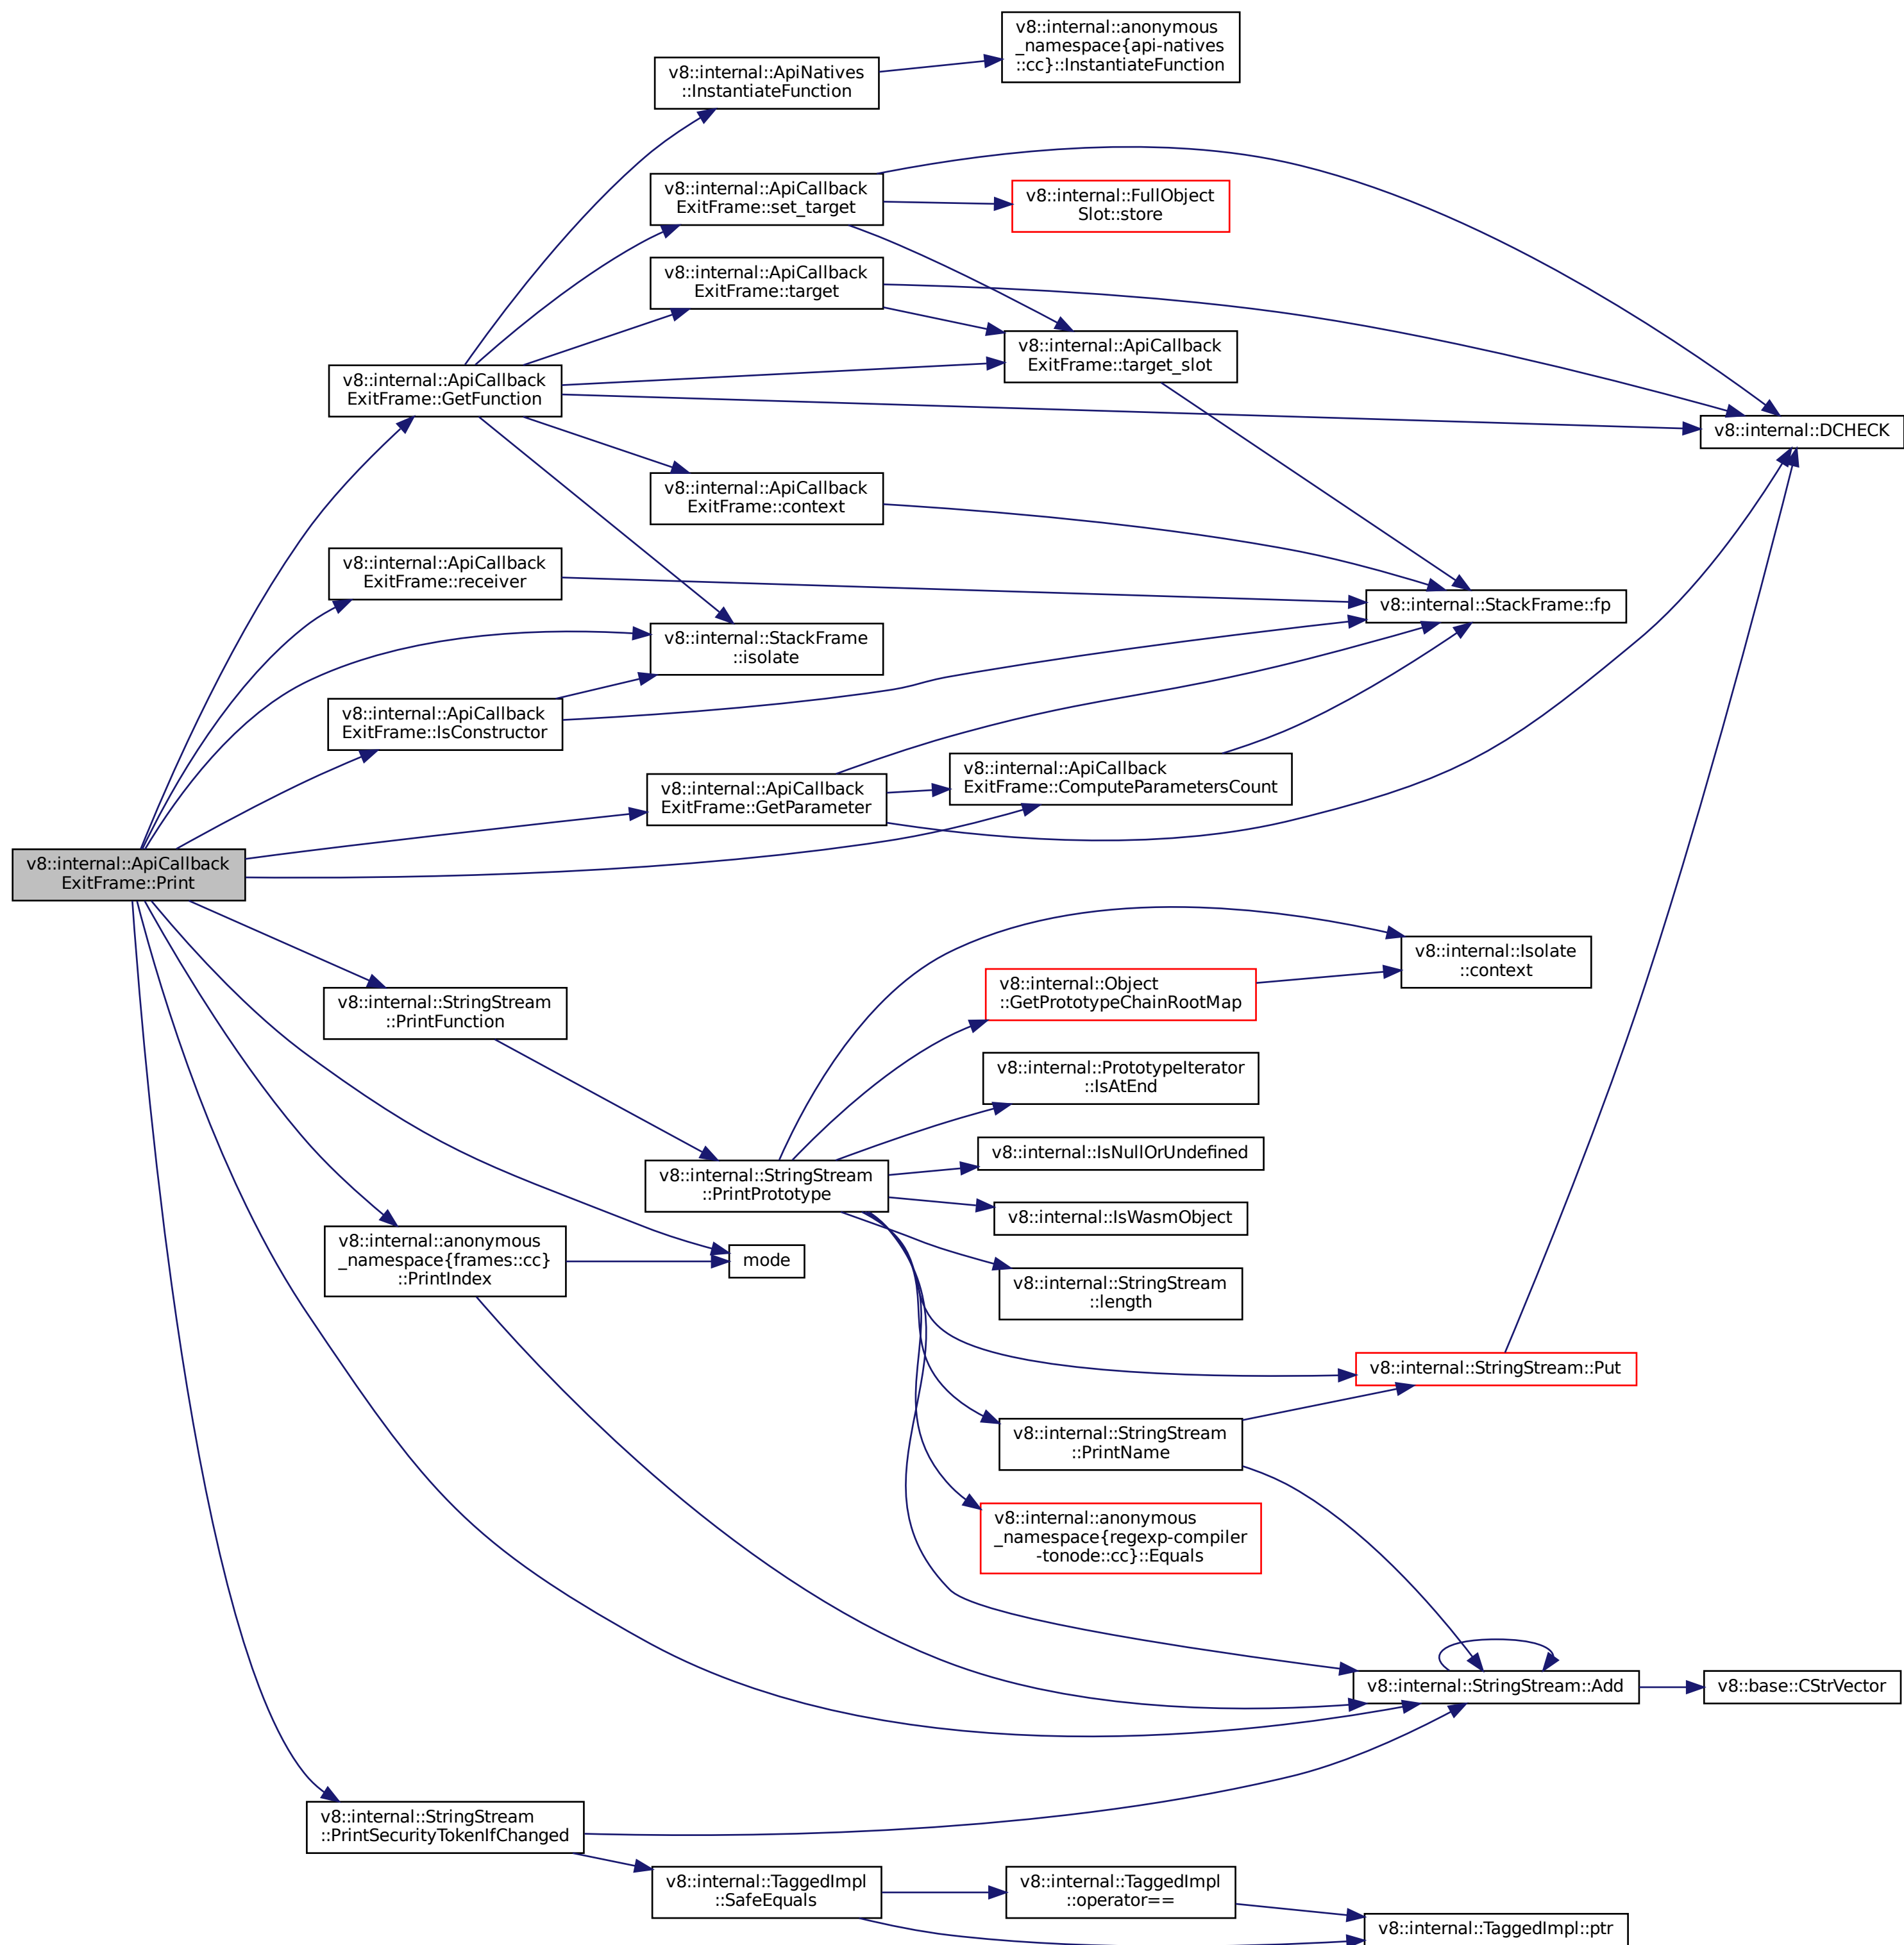 v8::internal::anonymous
_namespace{api-natives
::cc}::InstantiateFunction
v8::internal::ApiNatives
::InstantiateFunction
v8::internal::ApiCallback
ExitFrame::set_target
v8::internal::FullObject
Slot::store
v8::internal::ApiCallback
ExitFrame::target
v8::internal::ApiCallback
ExitFrame::target_slot
v8::internal::ApiCallback
ExitFrame::GetFunction
v8::internal::DCHECK
v8::internal::ApiCallback
ExitFrame::context
v8::internal::ApiCallback
ExitFrame::receiver
v8::internal::StackFrame::fp
v8::internal::StackFrame
::isolate
v8::internal::ApiCallback
ExitFrame::IsConstructor
v8::internal::ApiCallback
ExitFrame::ComputeParametersCount
v8::internal::ApiCallback
ExitFrame::GetParameter
v8::internal::ApiCallback
ExitFrame::Print
v8::internal::Isolate
::context
v8::internal::Object
::GetPrototypeChainRootMap
v8::internal::StringStream
::PrintFunction
v8::internal::PrototypeIterator
::IsAtEnd
v8::internal::IsNullOrUndefined
v8::internal::StringStream
::PrintPrototype
v8::internal::IsWasmObject
v8::internal::anonymous
_namespace{frames::cc}
::PrintIndex
mode
v8::internal::StringStream
::length
v8::internal::StringStream::Put
v8::internal::StringStream
::PrintName
v8::internal::anonymous
_namespace{regexp-compiler
-tonode::cc}::Equals
v8::internal::StringStream::Add
v8::base::CStrVector
v8::internal::StringStream
::PrintSecurityTokenIfChanged
v8::internal::TaggedImpl
::SafeEquals
v8::internal::TaggedImpl
::operator==
v8::internal::TaggedImpl::ptr